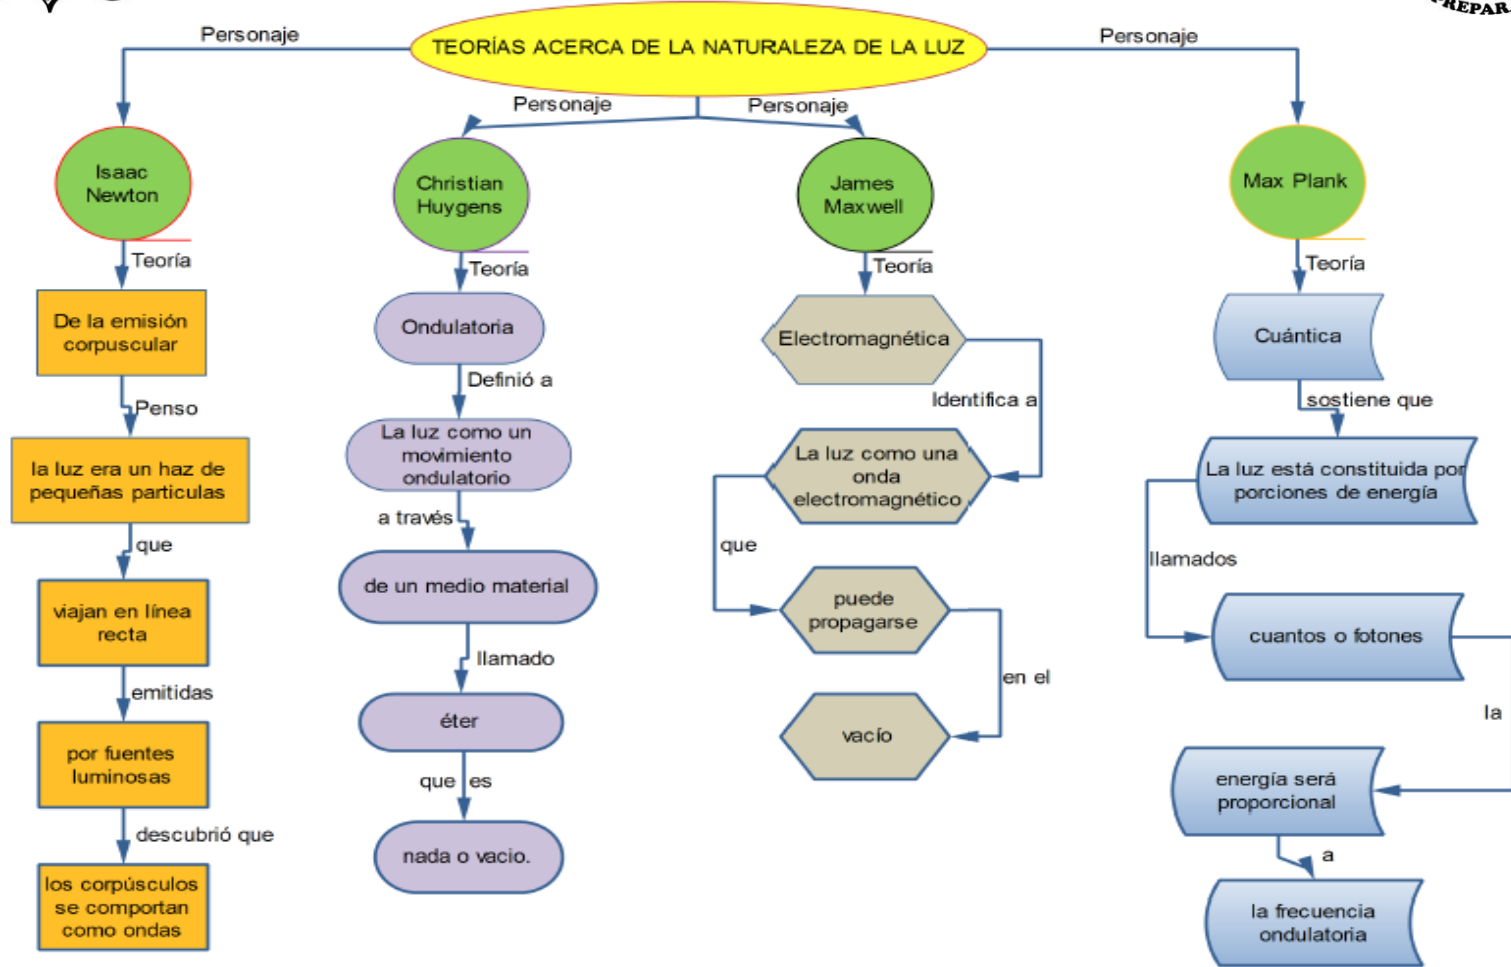 PREPAR
TEORÍAS ACERCA DE LA NATURALEZA DE LA LUZ
Personaje
Personaje
Personaje
Personaje
Isaac
Newton
Teoría
De la emisión
corpuscular
Penso
la luz era un haz de
pequeñas particulas
que
viajan en línea
recta
emitidas
por fuentes
luminosas
descubrió que
los corpúsculos
se comportan
como ondas
Christian
Huygens
Teoría
Ondulatoria
Definió a
La luz como un
movimiento
ondulatorio
a través
de un medio material
llamado
éter
que es
nada o vacio.
James
Maxwell
Teoría
Electromagnética
Identifica a
La luz como una
onda
electromagnético
que
puede
propagarse
en el
vacío
Max Plank
Teoría
Cuántica
sostiene que
La luz está constituida por
porciones de energía
llamados
cuantos o fotones
la
energía será
proporcional
a
la frecuencia
ondulatoria